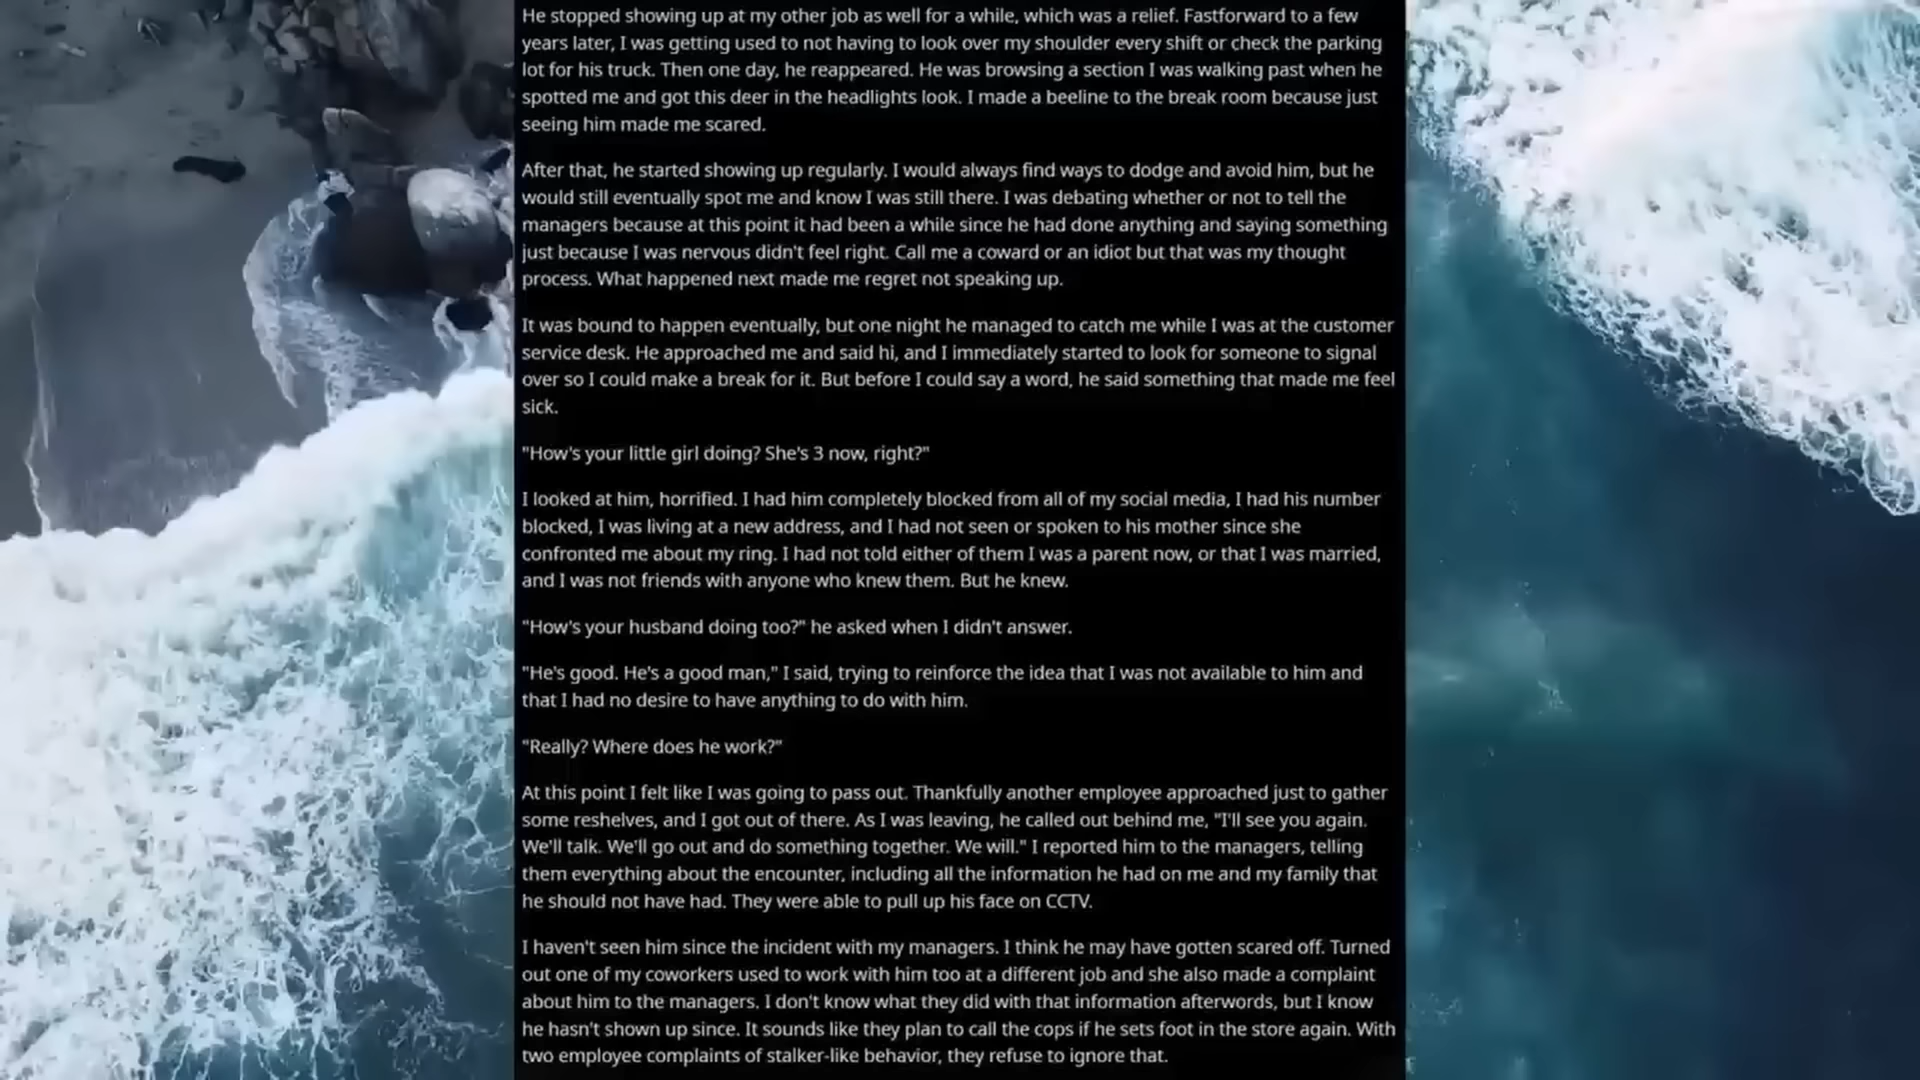 He stopped showing up at my other job as well for a while, which was a relief. Fastforward to a few
years later, I was getting used to not having to look over my shoulder every shift or check the parking
lot for his truck. Then one day, he reappeared. He was browsing a section I was walking past when he
spotted me and got this deer in the headlights look. I made a beeline to the break room because just
seeing him made me scared.
After that, he started showing up regularly. I would always find ways to dodge and avoid him, but he
would still eventually spot me and know I was still there. I was debating whether or not to tell the
managers because at this point it had been a while since he had done anything and saying something
just because I was nervous didn't feel right. Call me a coward or an idiot but that was my thought
process. What happened next made me regret not speaking up.
It was bound to happen eventually, but one night he managed to catch me while I was at the customer
service desk. He approached me and said hi, and I immediately started to look for someone to signal
over so I could make a break for it. But before I could say a word, he said something that made me feel
sick.
"How's your little girl doing? She's 3 now, right?"
I looked at him, horrified. I had him completely blocked from all of my social media, I had his number
blocked, I was living at a new address, and I had not seen or spoken to his mother since she
confronted me about my ring. I had not told either of them I was a parent now, or that I was married,
and I was not friends with anyone who knew them. But he knew.
"How's your husband doing too?" he asked when I didn't answer.
"He's good. He's a good man," I said, trying to reinforce the idea that I was not available to him and
that I had no desire to have anything to do with him.
"Really? Where does he work?"
At this point I felt like I was going to pass out. Thankfully another employee approached just to gather
some reshelves, and I got out of there. As I was leaving, he called out behind me, "I'll see you again.
We'll talk. We'll go out and do something together. We will." I reported him to the managers, telling
them everything about the encounter, including all the information he had on me and my family that
he should not have had. They were able to pull up his face on CCTV.
I haven't seen him since the incident with my managers. I think he may have gotten scared off. Turned
out one of my coworkers used to work with him too at a different job and she also made a complaint
about him to the managers. I don't know what they did with that information afterwords, but I know
he hasn't shown up since. It sounds like they plan to call the cops if he sets foot in the store again. With
two employee complaints of stalker-like behavior, they refuse to ignore that.